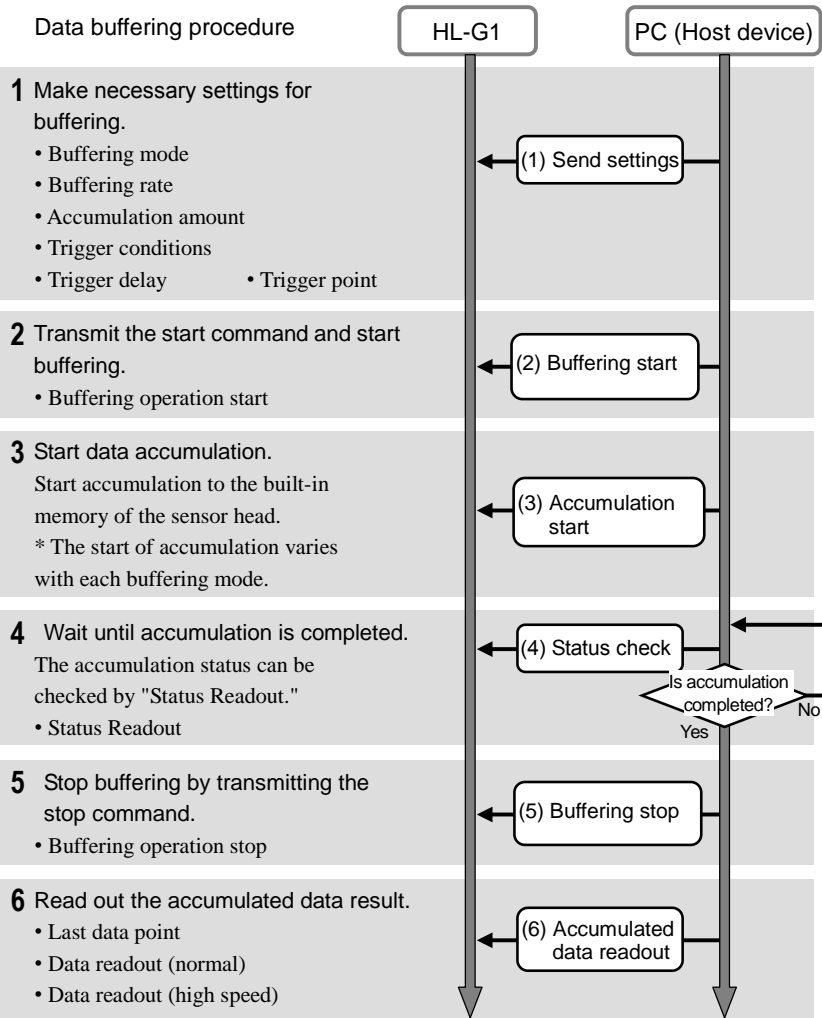 Data buffering procedure
HL-G1
PC (Host device)
1 Make necessary settings for
buffering.
• Buffering mode
• Buffering rate
• Accumulation amount
• Trigger conditions
• Trigger delay • Trigger point
(1) Send settings
2 Transmit the start command and start
buffering.
• Buffering operation start
(2) Buffering start
3 Start data accumulation.
Start accumulation to the built-in
memory of the sensor head.
* The start of accumulation varies
with each buffering mode.
(3) Accumulation
start
4 Wait until accumulation is completed.
The accumulation status can be
checked by "Status Readout."
• Status Readout
(4) Status check
Is accumulation
completed?
No
Yes
5 Stop buffering by transmitting the
stop command.
• Buffering operation stop
(5) Buffering stop
6 Read out the accumulated data result.
• Last data point
• Data readout (normal)
• Data readout (high speed)
(6) Accumulated
data readout